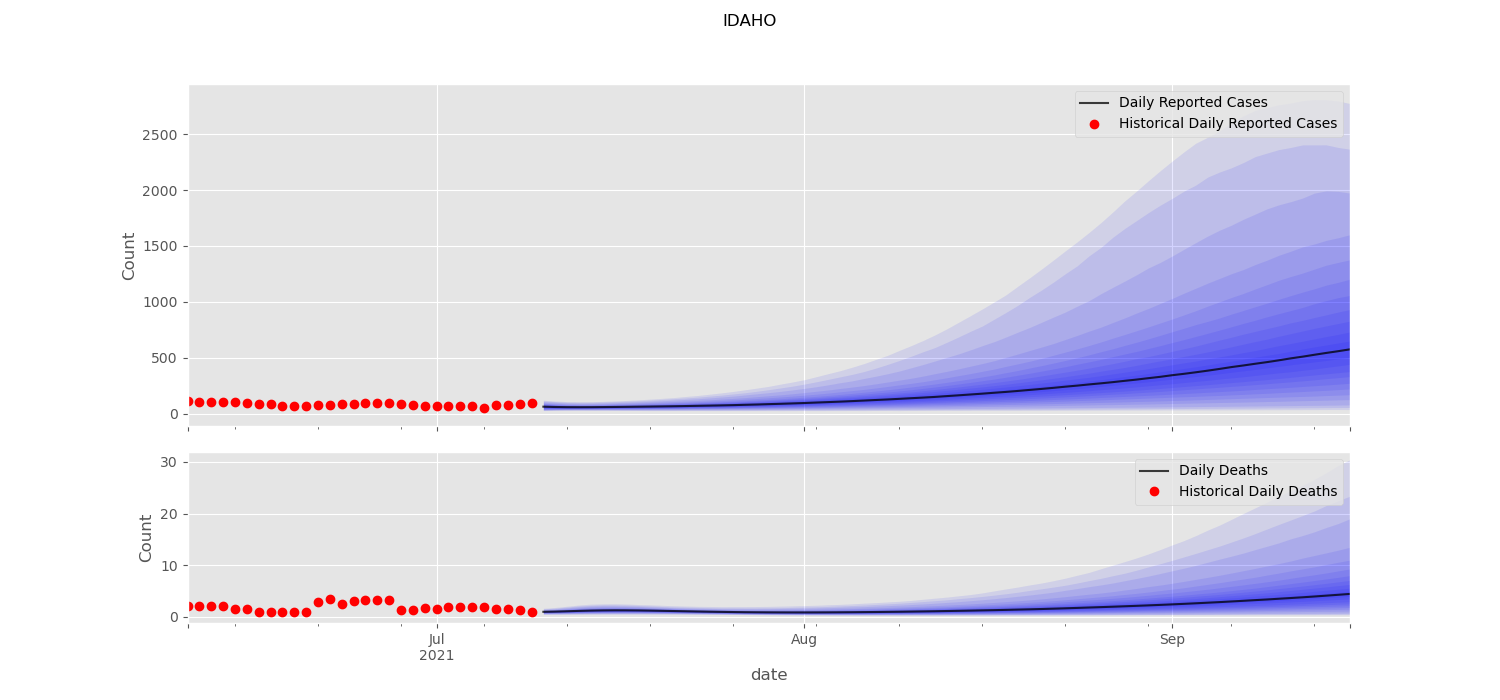 IDAHO
Daily Reported Cases
Historical Daily Reported Cases
2500
2000
1500
1000
500
0
Count
Daily Deaths
Historical Daily Deaths
30
20
10
0
Count
Jul
2021
Aug
Sep
date